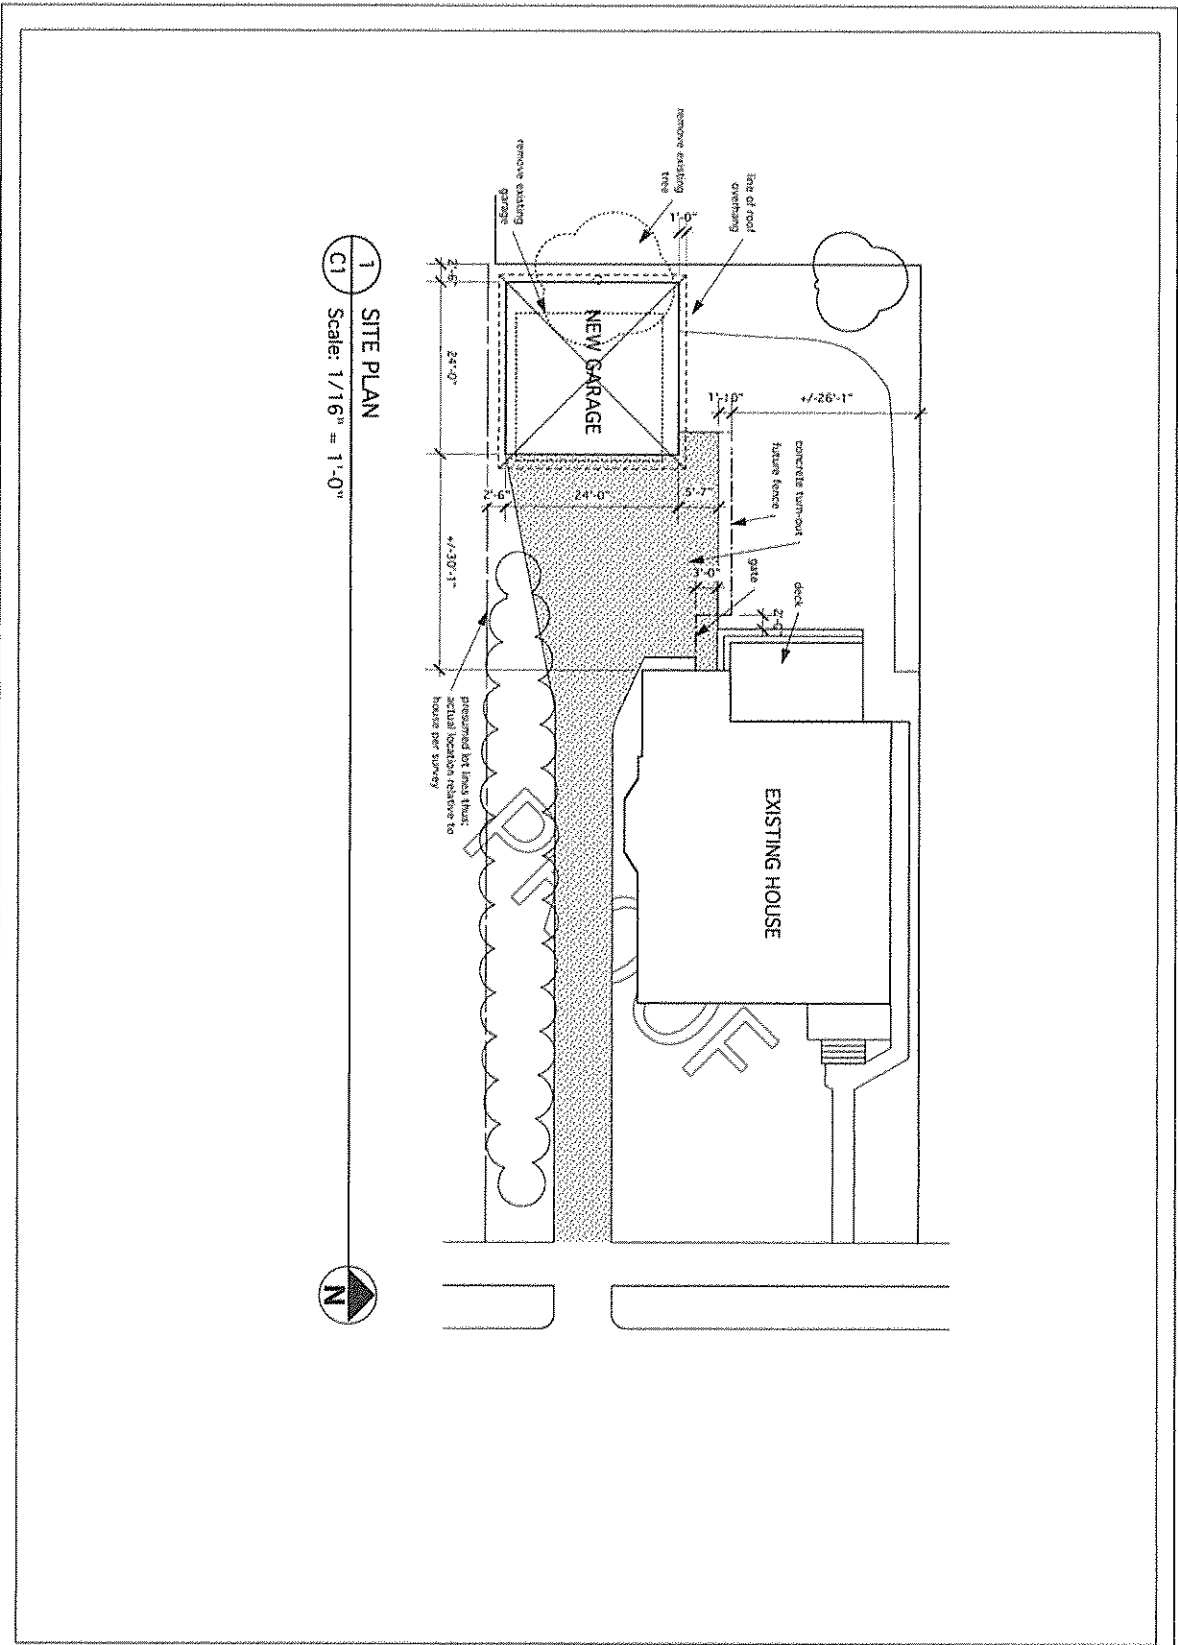 line of roof
overhang
remove existing
tree
1'-0"
remove existing
garage
NEW GARAGE
2'-6"
24'-0"
+/-30'-1"
2'-6"
24'-0"
5'-7"
1'-10"
+/-26'-1"
concrete turn-out
future fence
gate
3'-0"
deck
EXISTING HOUSE
presumed lot lines thus;
actual location relative to
house per survey
1
C1
SITE PLAN
Scale: 1/16" = 1'-0"
N